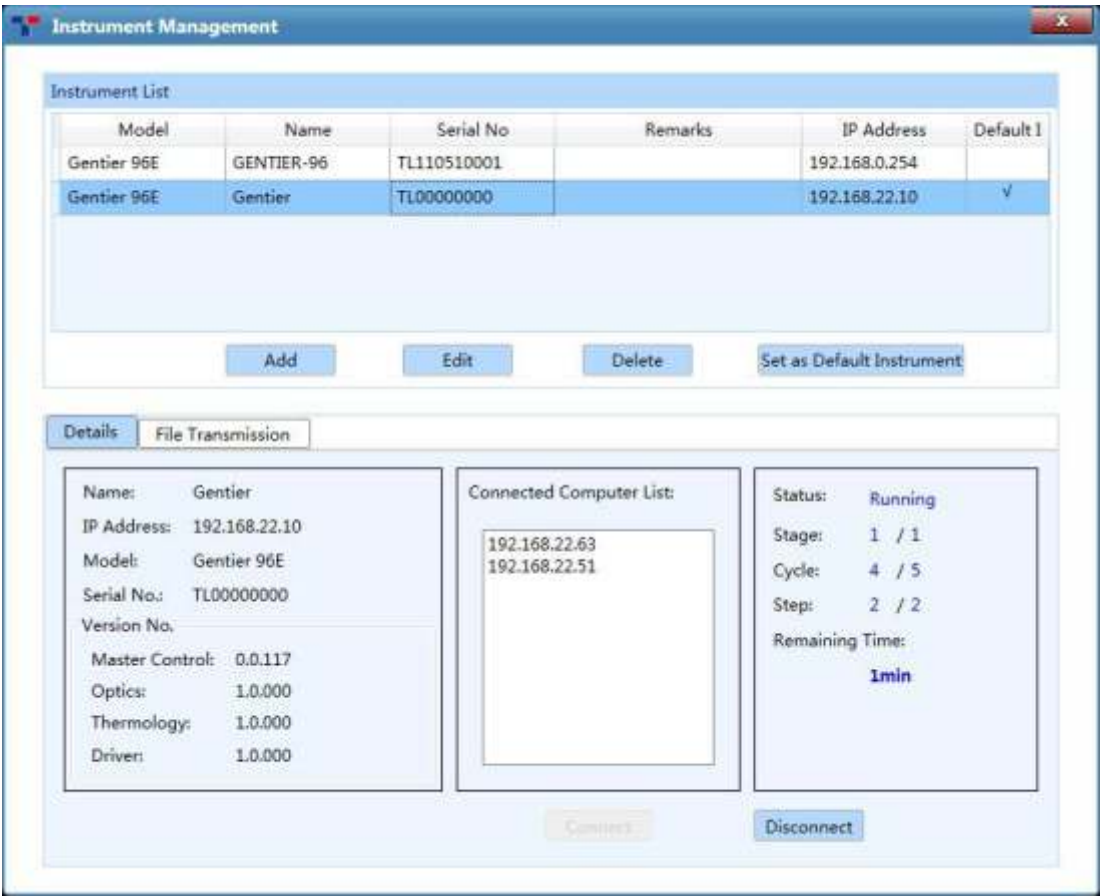 Instrument Management
Instrument List
Model Name Serial No Remarks IP Address Default I
Gentier 96E GENTIER-96 TL110510001 192.168.0.254
Gentier 96E Gentier TL00000000 192.168.22.10 √
Add Edit Delete Set as Default Instrument
Details File Transmission
Name: Gentier
IP Address: 192.168.22.10
Model: Gentier 96E
Serial No.: TL00000000
Version No.
Master Control: 0.0.117
Optics: 1.0.000
Thermology: 1.0.000
Driver: 1.0.000
Connected Computer List:
192.168.22.63
192.168.22.51
Status: Running
Stage: 1 / 1
Cycle: 4 / 5
Step: 2 / 2
Remaining Time:
1min
Connect Disconnect